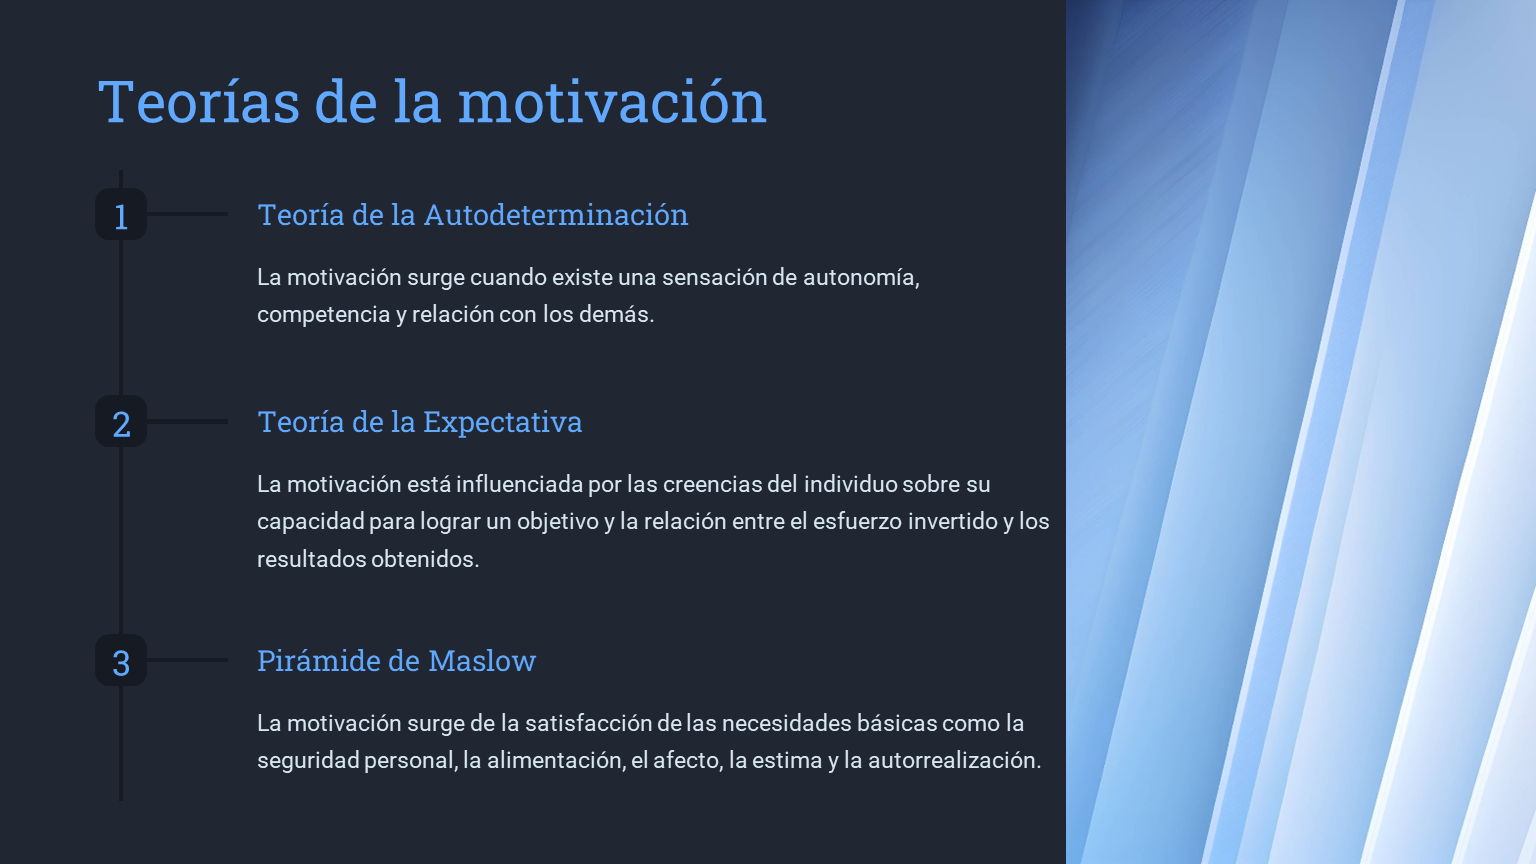 Teorías de la motivación
1
Teoría de la Autodeterminación
La motivación surge cuando existe una sensación de autonomía,
competencia y relación con los demás.
2
Teoría de la Expectativa
La motivación está influenciada por las creencias del individuo sobre su
capacidad para lograr un objetivo y la relación entre el esfuerzo invertido y los
resultados obtenidos.
3
Pirámide de Maslow
La motivación surge de la satisfacción de las necesidades básicas como la
seguridad personal, la alimentación, el afecto, la estima y la autorrealización.